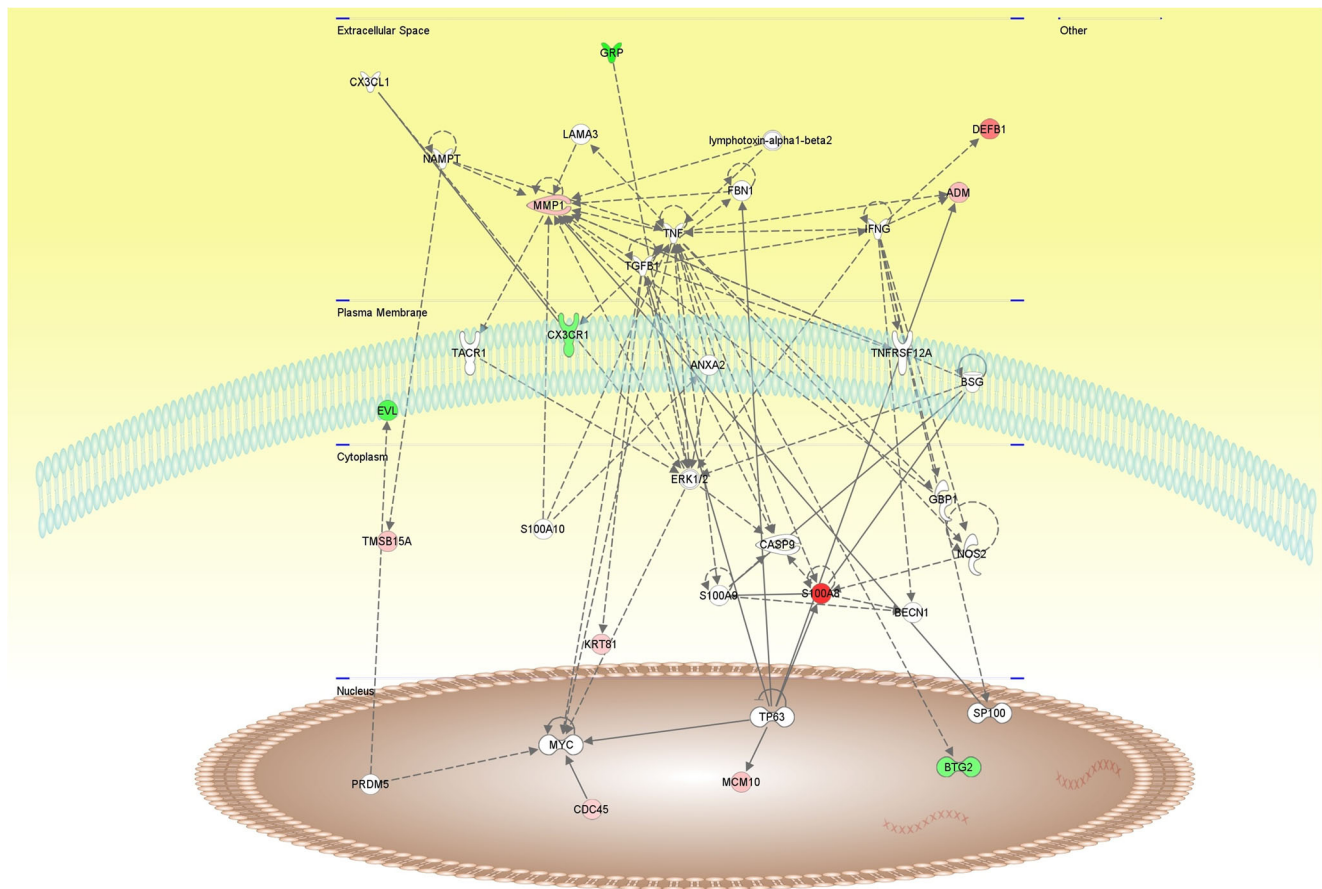 Extracellular Space
Other
GRP
CX3CL1
DEFB1
LAMA3
lymphotoxin-alpha1-beta2
NAMPT
FBN1
ADM
MMP1
TNF
IFNG
TGFB1
Plasma Membrane
CX3CR1
TACR1
TNFRSF12A
ANXA2
BSG
EVL
Cytoplasm
ERK1/2
GBP1
S100A10
TMSB15A
CASP9
NOS2
S100A9
S100A8
BECN1
KRT81
Nucleus
TP63
SP100
MYC
BTG2
PRDM5
MCM10
CDC45